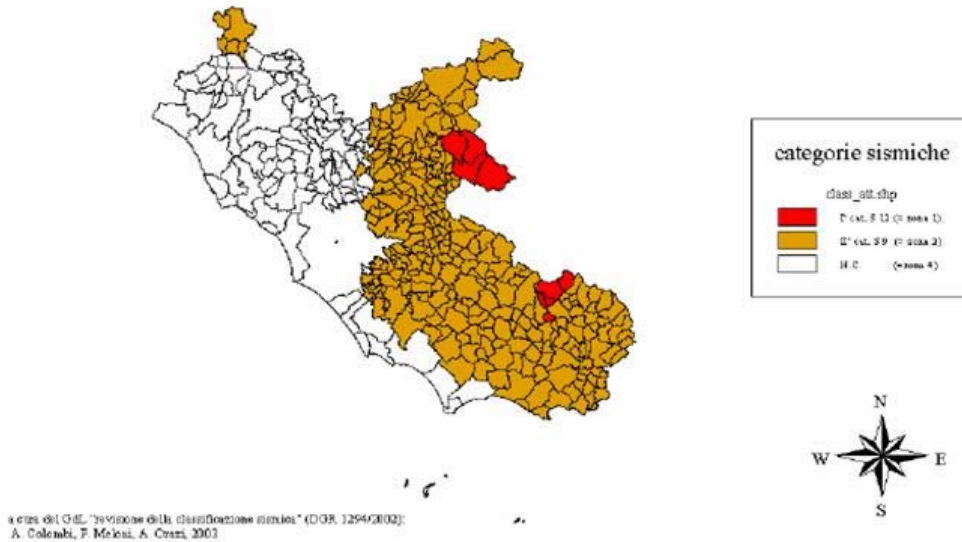 categorie sismiche
class_att.shp
I^ cat. S 12 (= zona 1)
II^ cat. S 9 (= zona 2)
N.C. (= zona 4)
N
W E
S
a cura del GdL "revisione della classificazione sismica" (DGR 1294/2002):
A. Colombi, F. Meloni, A. Orazi, 2003